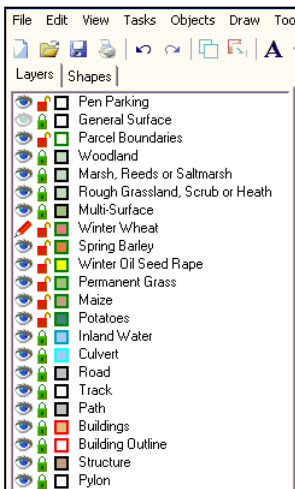 File Edit View Tasks Objects Draw Too
A
Layers Shapes
Pen Parking
General Surface
Parcel Boundaries
Woodland
Marsh, Reeds or Saltmarsh
Rough Grassland, Scrub or Heath
Multi-Surface
Winter Wheat
Spring Barley
Winter Oil Seed Rape
Permanent Grass
Maize
Potatoes
Inland Water
Culvert
Road
Track
Path
Buildings
Building Outline
Structure
Pylon